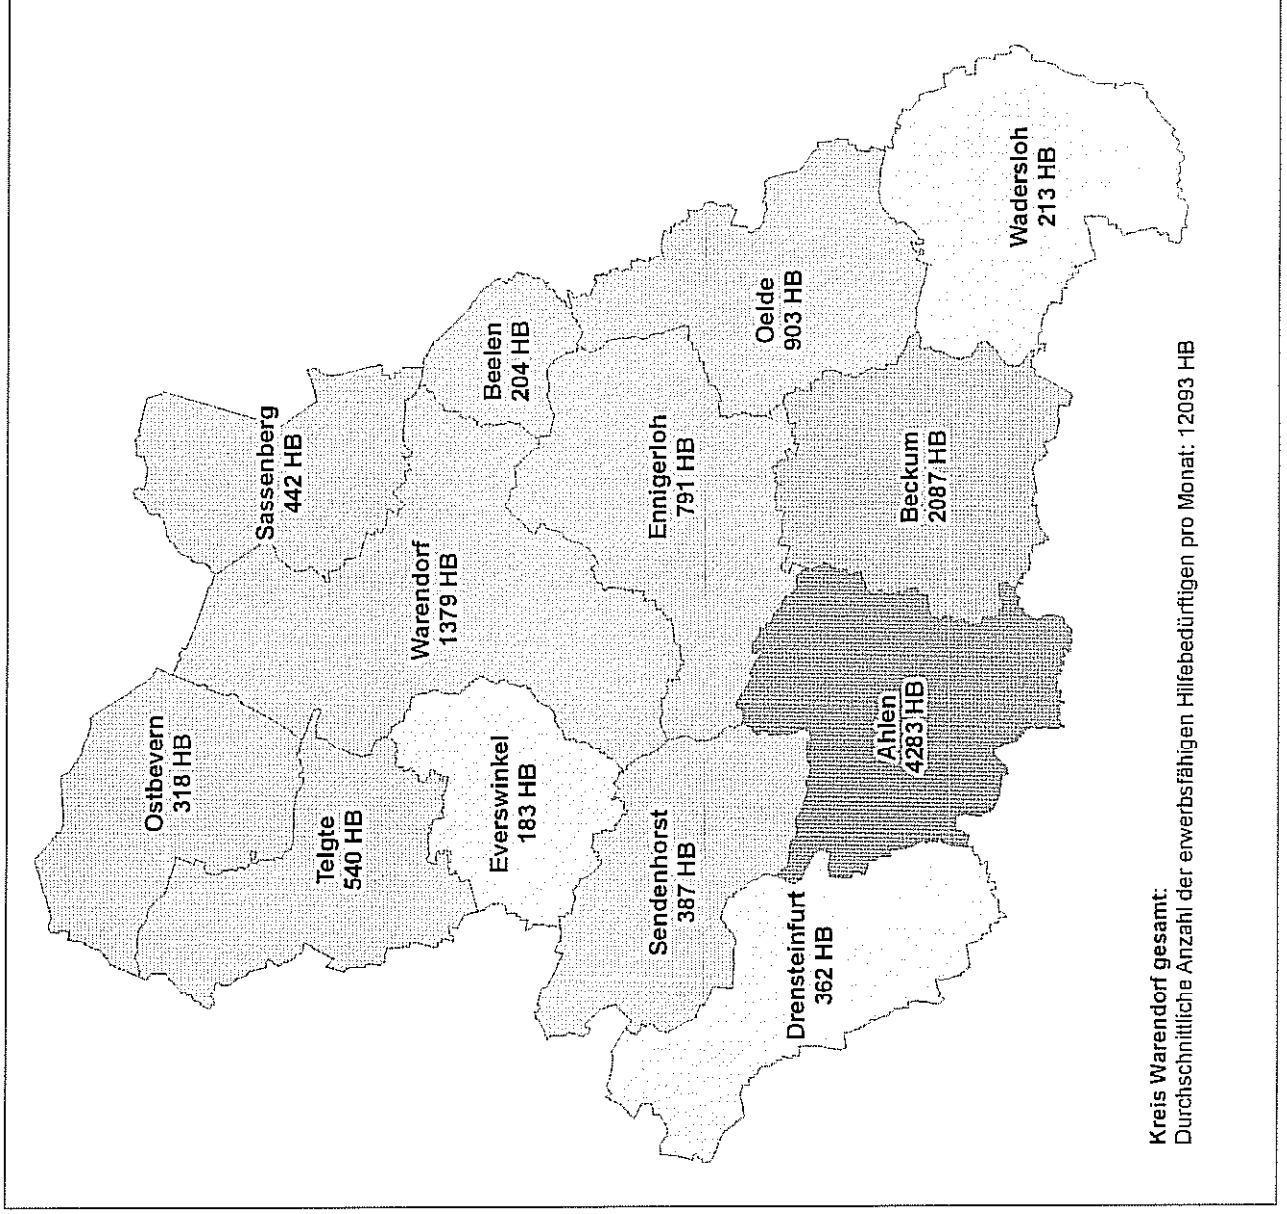 Ostbevern
318 HB
Telgte
540 HB
Sassenberg
442 HB
Warendorf
1379 HB
Everswinkel
183 HB
Beelen
204 HB
Sendenhorst
387 HB
Ennigerloh
791 HB
Oelde
903 HB
Drensteinfurt
362 HB
Ahlen
4283 HB
Beckum
2087 HB
Wadersloh
213 HB
Kreis Warendorf gesamt:
Durchschnittliche Anzahl der erwerbsfähigen Hilfebedürftigen pro Monat: 12093 HB